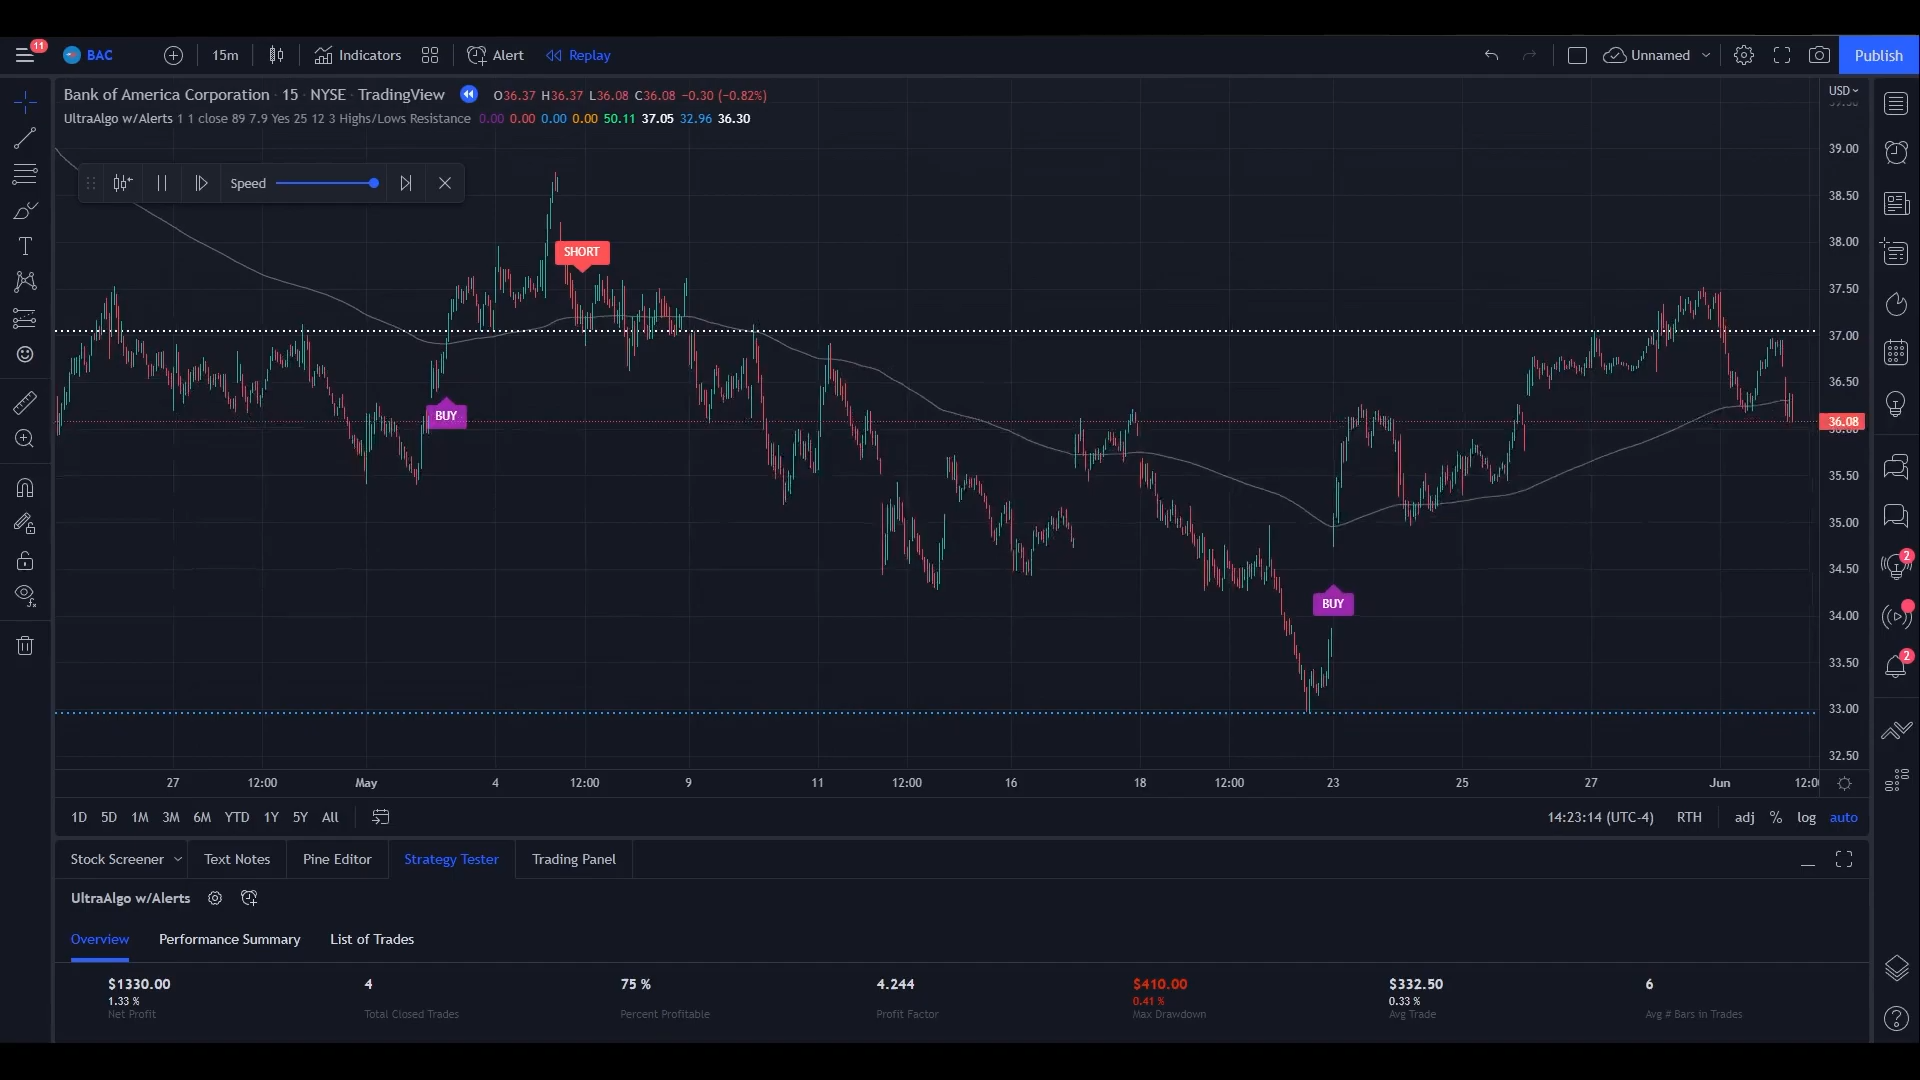 11 BAC 15m Indicators Alert Replay Unnamed Publish
Bank of America Corporation · 15 · NYSE · TradingView O36.37 H36.37 L36.08 C36.08 −0.30 (−0.82%)
UltraAlgo w/Alerts 1 1 close 89 7.9 Yes 25 12 3 Highs/Lows Resistance 0.00 0.00 0.00 0.00 50.11 37.05 32.96 36.30
USD
39.00
Speed
38.50
38.00
SHORT
37.50
37.00
36.50
BUY
36.08
35.50
35.00
34.50
2
34.00
BUY
33.50
2
33.00
32.50
27 12:00 May 4 12:00 9 11 12:00 16 18 12:00 23 25 27 Jun 12:0
1D 5D 1M 3M 6M YTD 1Y 5Y All 14:23:14 (UTC-4) RTH adj % log auto
Stock Screener Text Notes Pine Editor Strategy Tester Trading Panel
UltraAlgo w/Alerts
Overview Performance Summary List of Trades
$1330.00 4 75 % 4.244 $410.00 $332.50 6
1.33 % 0.41 % 0.33 %
Net Profit Total Closed Trades Percent Profitable Profit Factor Max Drawdown Avg Trade Avg # Bars in Trades